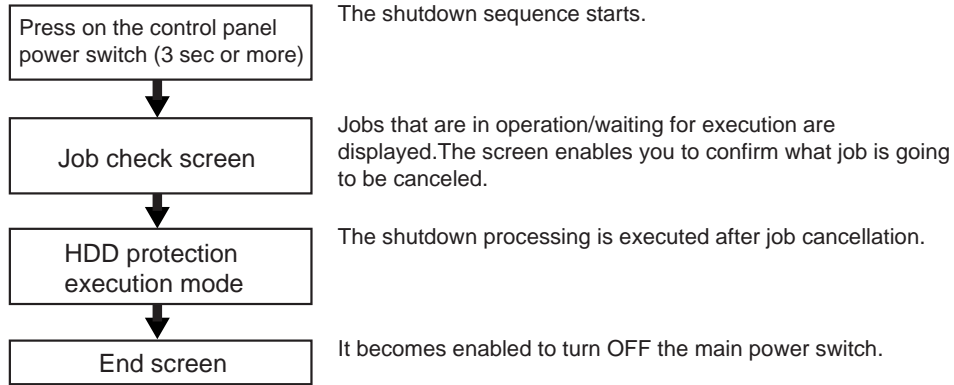 Press on the control panel
power switch (3 sec or more)
The shutdown sequence starts.
Job check screen
Jobs that are in operation/waiting for execution are
displayed.The screen enables you to confirm what job is going
to be canceled.
HDD protection
execution mode
The shutdown processing is executed after job cancellation.
End screen
It becomes enabled to turn OFF the main power switch.